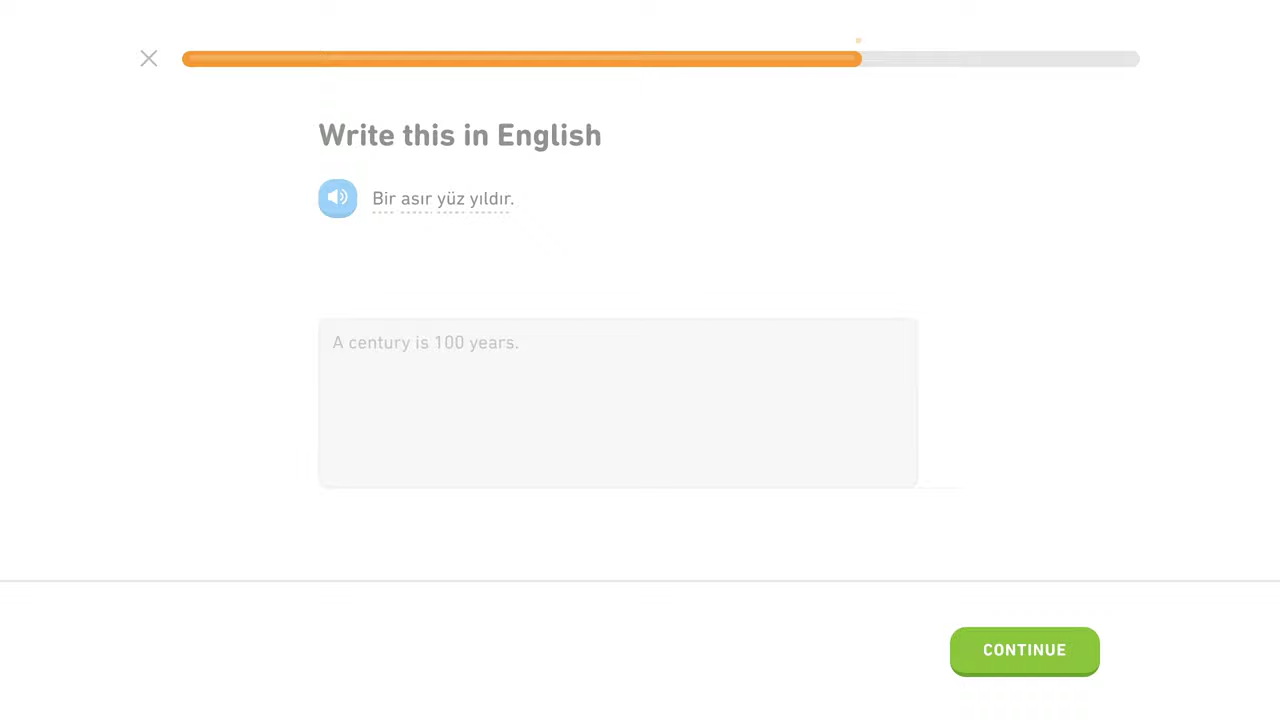 Write this in English
Bir asır yüz yıldır.
A century is 100 years.
CONTINUE